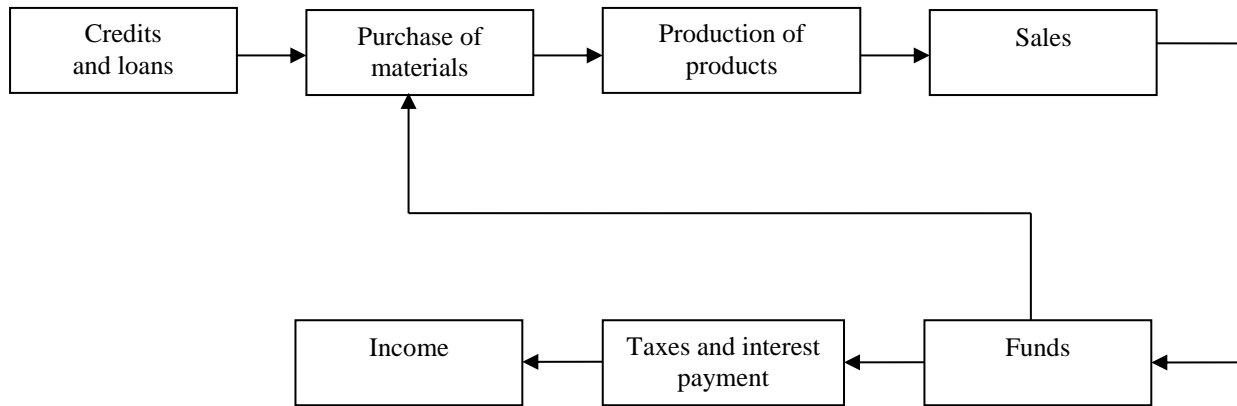 Credits
and loans
Purchase of
materials
Production of
products
Sales
Income
Taxes and interest
payment
Funds